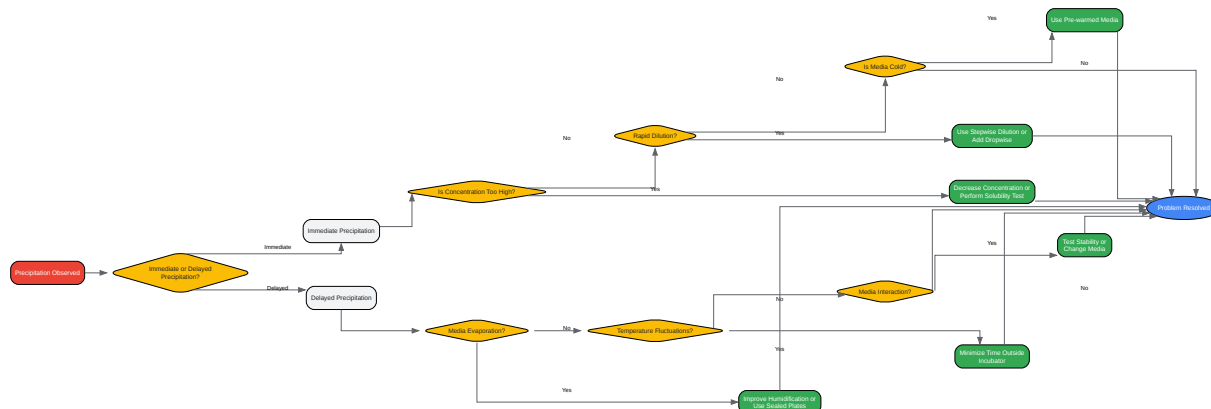 Yes
Use Pre-warmed Media
Is Media Cold?
No
No
Rapid Dilution?
Yes
Use Stepwise Dilution or
Add Dropwise
No
Is Concentration Too High?
Yes
Decrease Concentration or
Perform Solubility Test
Problem Resolved
Immediate Precipitation
Immediate
Yes
Test Stability or
Change Media
Precipitation Observed
Immediate or Delayed
Precipitation?
Delayed
Delayed Precipitation
Media Interaction?
No
No
Media Evaporation?
No
Temperature Fluctuations?
Yes
Minimize Time Outside
Incubator
Yes
Improve Humidification or
Use Sealed Plates